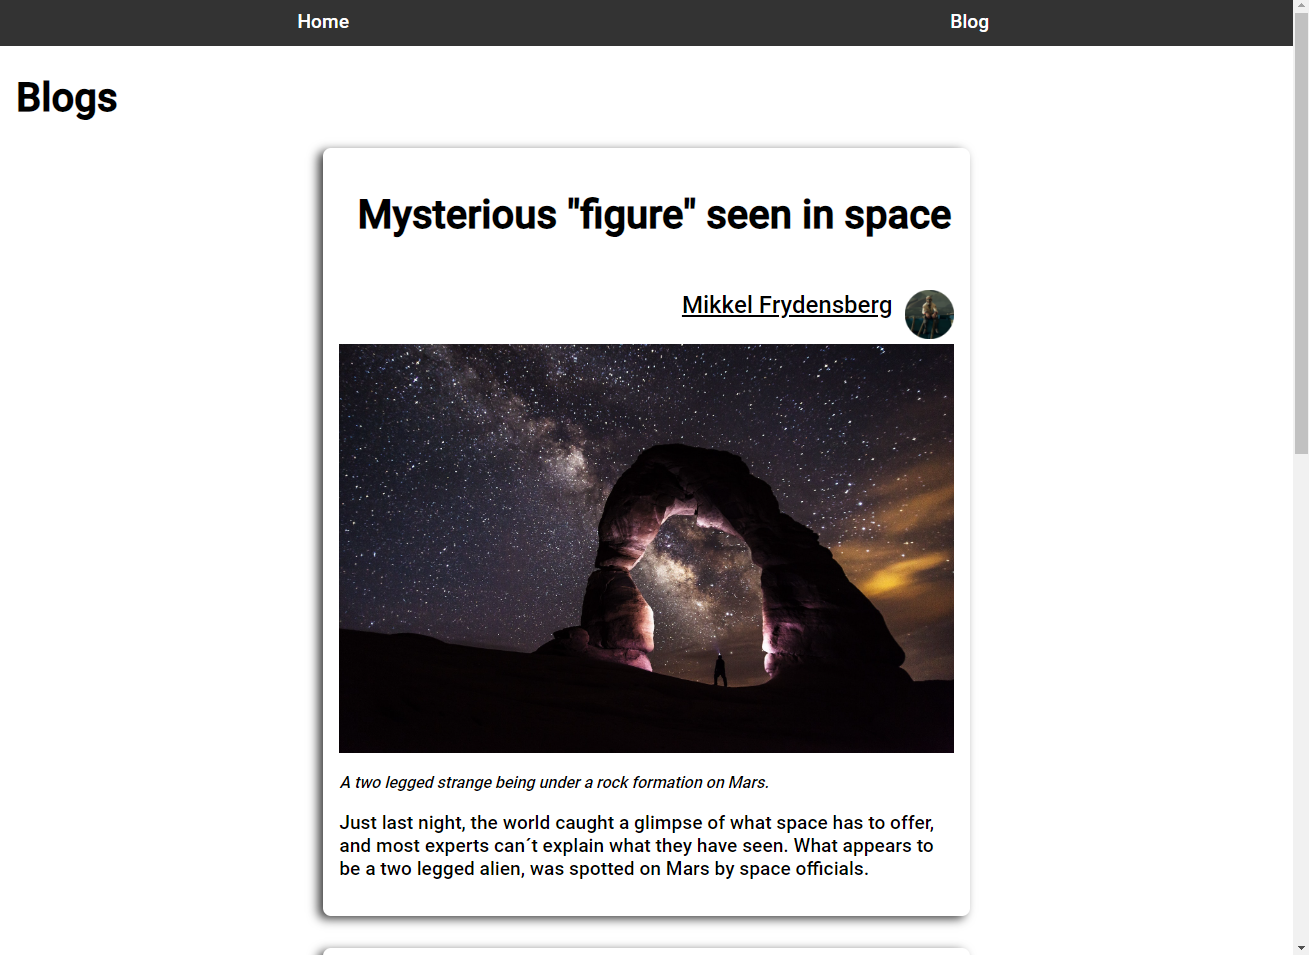 Home Blog
Blogs
Mysterious "figure" seen in space
Mikkel Frydensberg
A two legged strange being under a rock formation on Mars.
Just last night, the world caught a glimpse of what space has to offer,
and most experts can´t explain what they have seen. What appears to
be a two legged alien, was spotted on Mars by space officials.